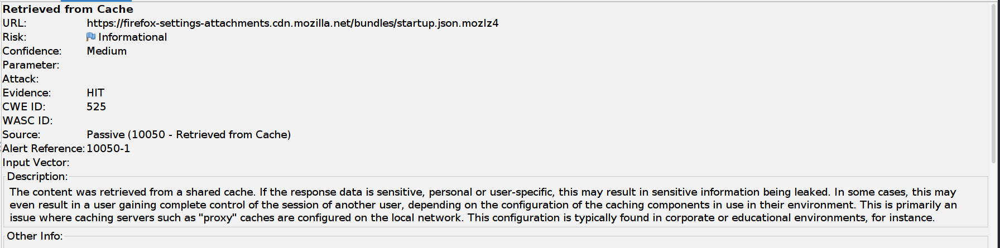 Retrieved from Cache
URL: https://firefox-settings-attachments.cdn.mozilla.net/bundles/startup.json.mozlz4
Risk: Informational
Confidence: Medium
Parameter:
Attack:
Evidence: HIT
CWE ID: 525
WASC ID:
Source: Passive (10050 - Retrieved from Cache)
Alert Reference: 10050-1
Input Vector:
Description:
The content was retrieved from a shared cache. If the response data is sensitive, personal or user-specific, this may result in sensitive information being leaked. In some cases, this may
even result in a user gaining complete control of the session of another user, depending on the configuration of the caching components in use in their environment. This is primarily an
issue where caching servers such as "proxy" caches are configured on the local network. This configuration is typically found in corporate or educational environments, for instance.
Other Info: